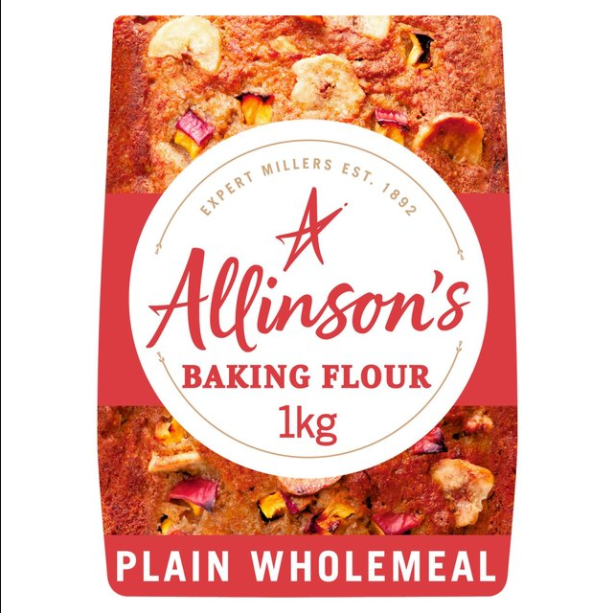 EXPERT MILLERS EST. 1892
Allinson's
BAKING FLOUR
1kg
PLAIN WHOLEMEAL